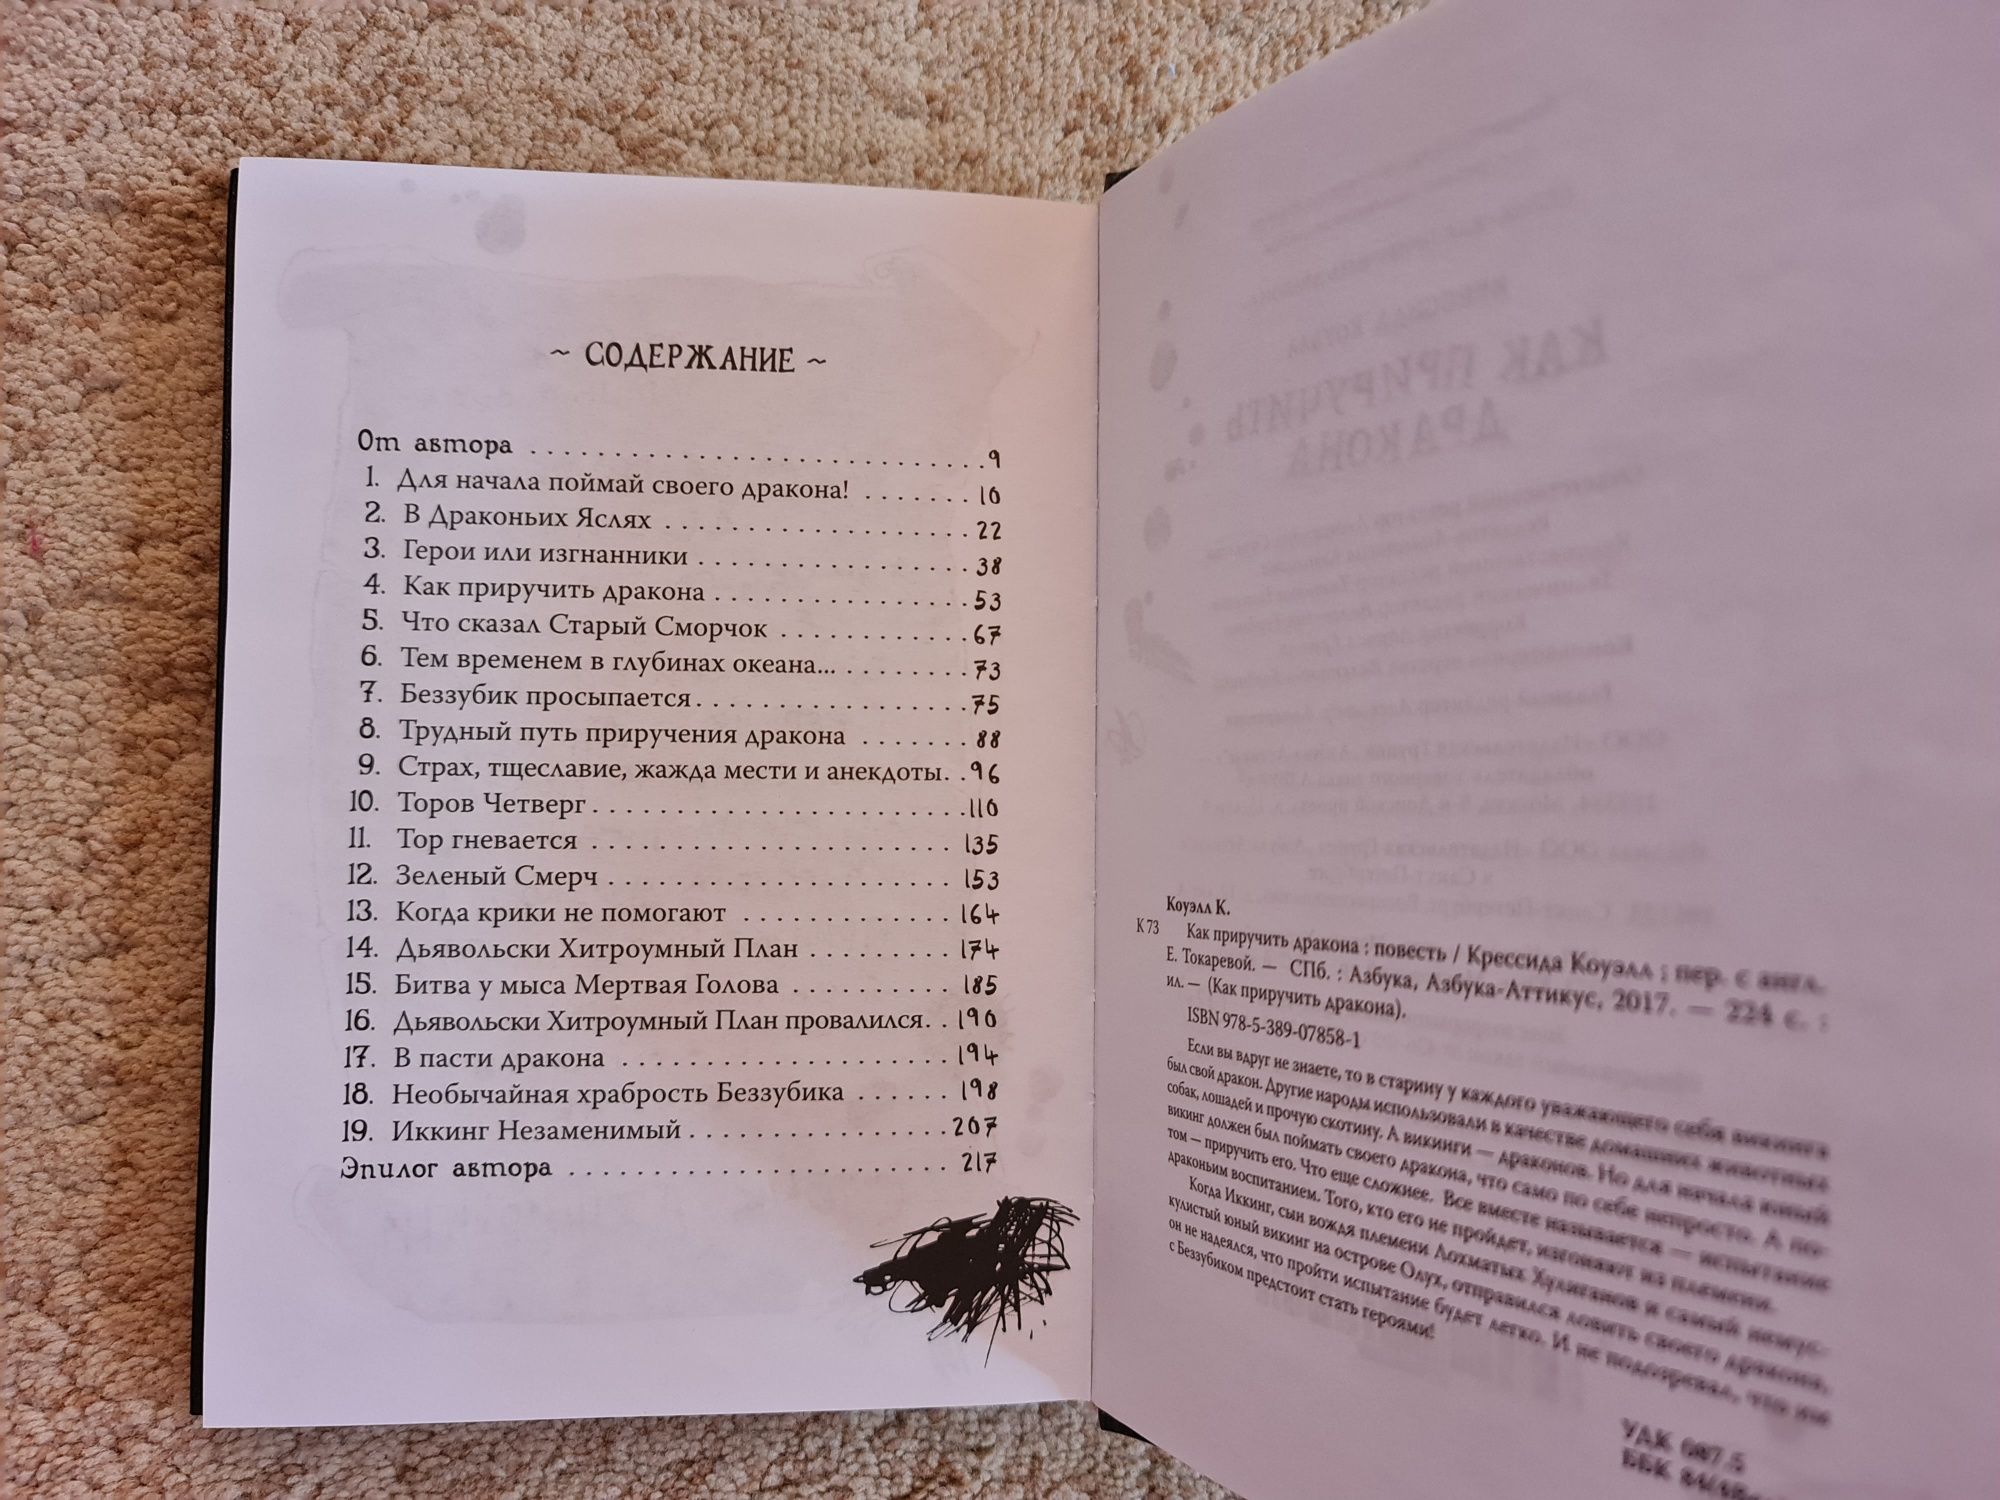 ~ СОДЕРЖАНИЕ ~
От автора . . . . . . . . . . . . . . . . . . . . . . . . . . . . . 9
1. Для начала поймай своего дракона! . . . . . . . 10
2. В Драконьих Яслях . . . . . . . . . . . . . . . . . . . . 22
3. Герои или изгнанники . . . . . . . . . . . . . . . . . . 38
4. Как приручить дракона . . . . . . . . . . . . . . . . . 53
5. Что сказал Старый Сморчок . . . . . . . . . . . . 67
6. Тем временем в глубинах океана... . . . . . . . . 73
7. Беззубик просыпается . . . . . . . . . . . . . . . . . . 75
8. Трудный путь приручения дракона . . . . . . . 88
9. Страх, тщеславие, жажда мести и анекдоты. . 96
10. Торов Четверг . . . . . . . . . . . . . . . . . . . . . . . . 110
11. Тор гневается . . . . . . . . . . . . . . . . . . . . . . . 135
12. Зеленый Смерч . . . . . . . . . . . . . . . . . . . . . . 153
13. Когда крики не помогают . . . . . . . . . . . . . 164
14. Дьявольски Хитроумный План . . . . . . . . . 174
15. Битва у мыса Мертвая Голова . . . . . . . . . . 185
16. Дьявольски Хитроумный План провалился. . 190
17. В пасти дракона . . . . . . . . . . . . . . . . . . . . . 194
18. Необычайная храбрость Беззубика . . . . . . 198
19. Иккинг Незаменимый . . . . . . . . . . . . . . . . . 207
Эпилог автора . . . . . . . . . . . . . . . . . . . . . . . . 217
Коуэлл К.
К 73 Как приручить дракона : повесть / Крессида Коуэлл ; пер. с англ.
Е. Токаревой. — СПб. : Азбука, Азбука-Аттикус, 2017. — 224 с. :
ил. — (Как приручить дракона).
ISBN 978-5-389-07858-1
Если вы вдруг не знаете, то в старину у каждого уважающего себя викинга
был свой дракон. Другие народы использовали в качестве домашних животных
собак, лошадей и прочую скотину. А викинги — драконов. Но для начала юный
викинг должен был поймать своего дракона, что само по себе непросто. А по-
том — приручить его. Что еще сложнее. Все вместе называется — испытание
драконьим воспитанием. Того, кто его не пройдет, изгоняют из племени.
Когда Иккинг, сын вождя племени Лохматых Хулиганов и самый немус-
кулистый юный викинг на острове Олух, отправился ловить своего дракона,
он не надеялся, что пройти испытание будет легко. И не подозревал, что им
с Беззубиком предстоит стать героями!
УДК 087.5
ББК